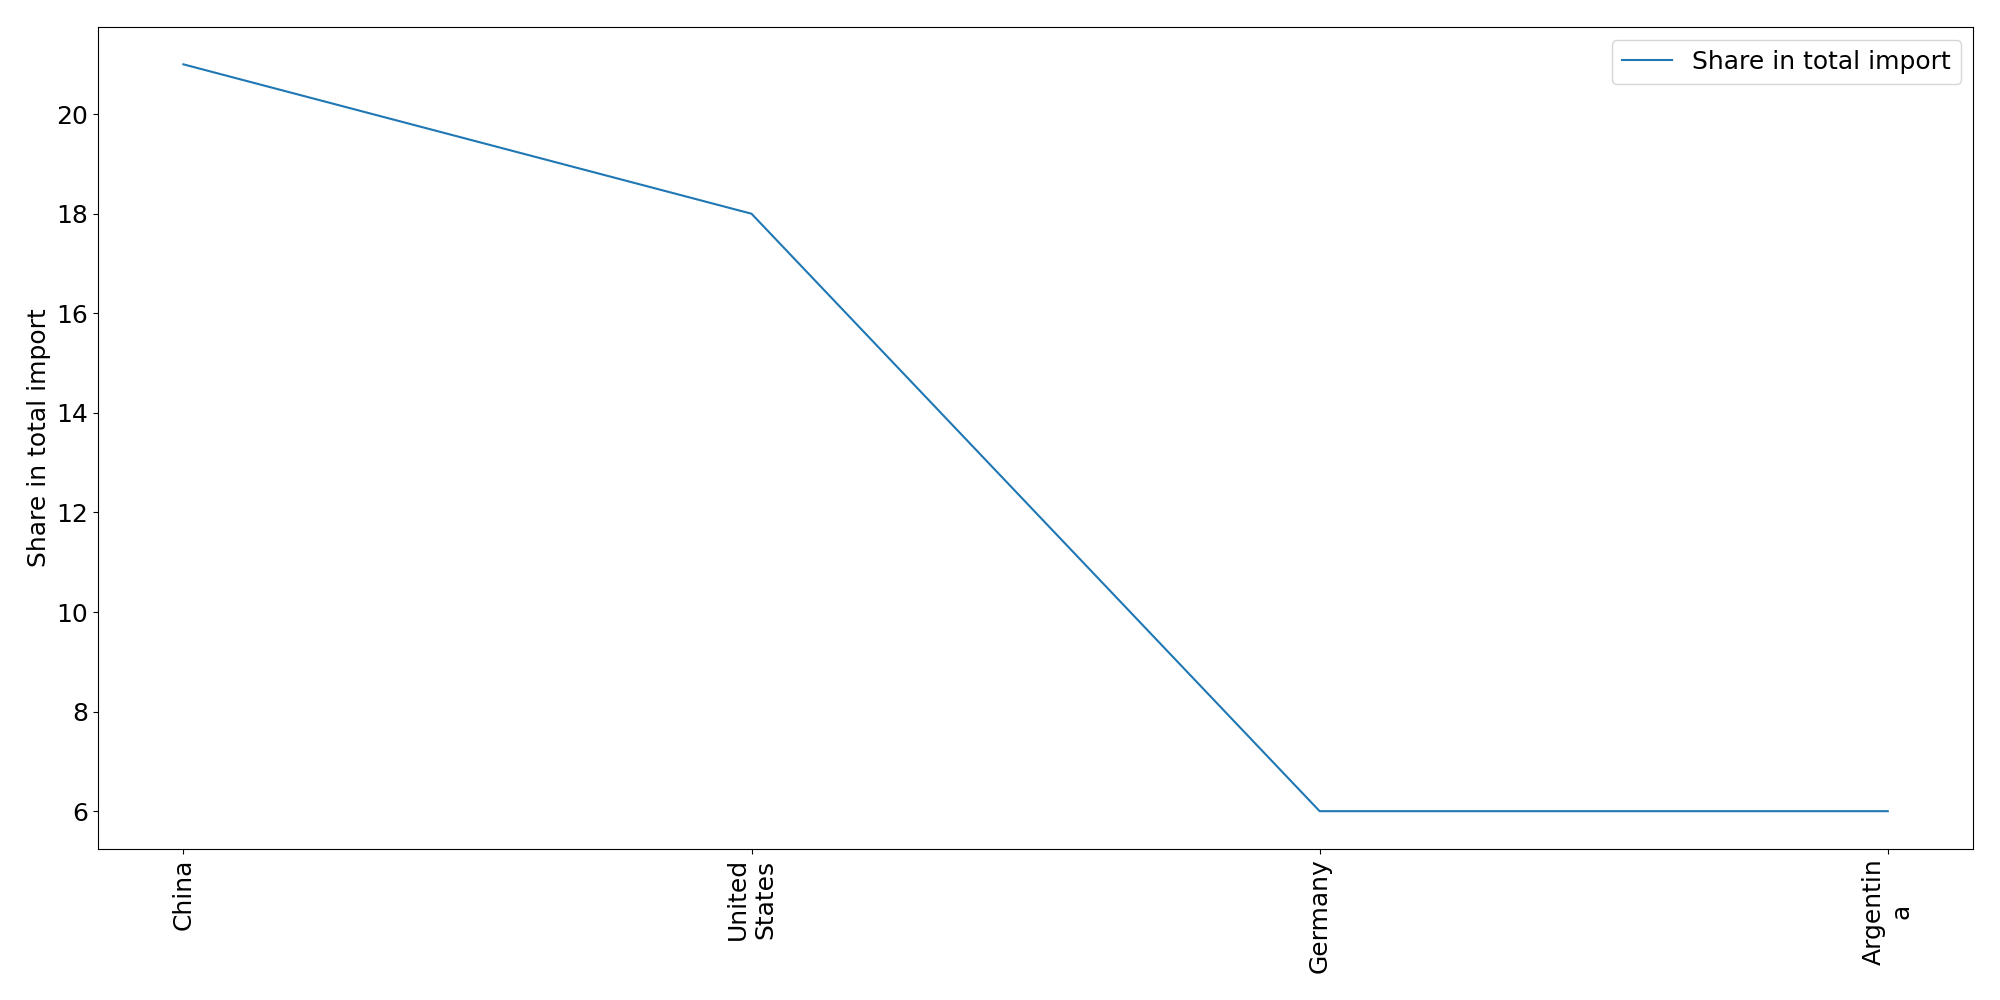 Share in total import
Share in total import
20
18
16
14
12
10
8
6
China
United
States
Germany
Argentin
a